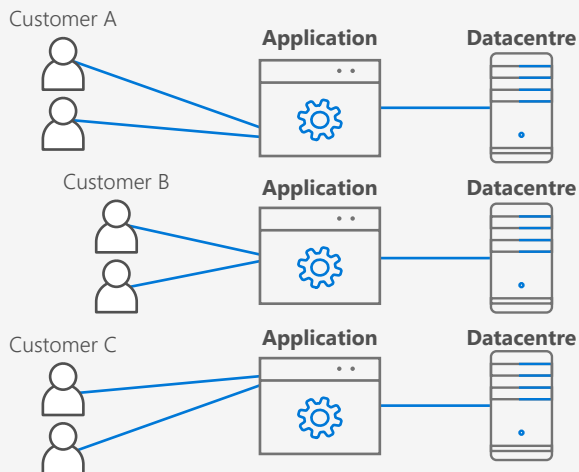 Customer A
Application
Datacentre
Customer B
Application
Datacentre
Customer C
Application
Datacentre